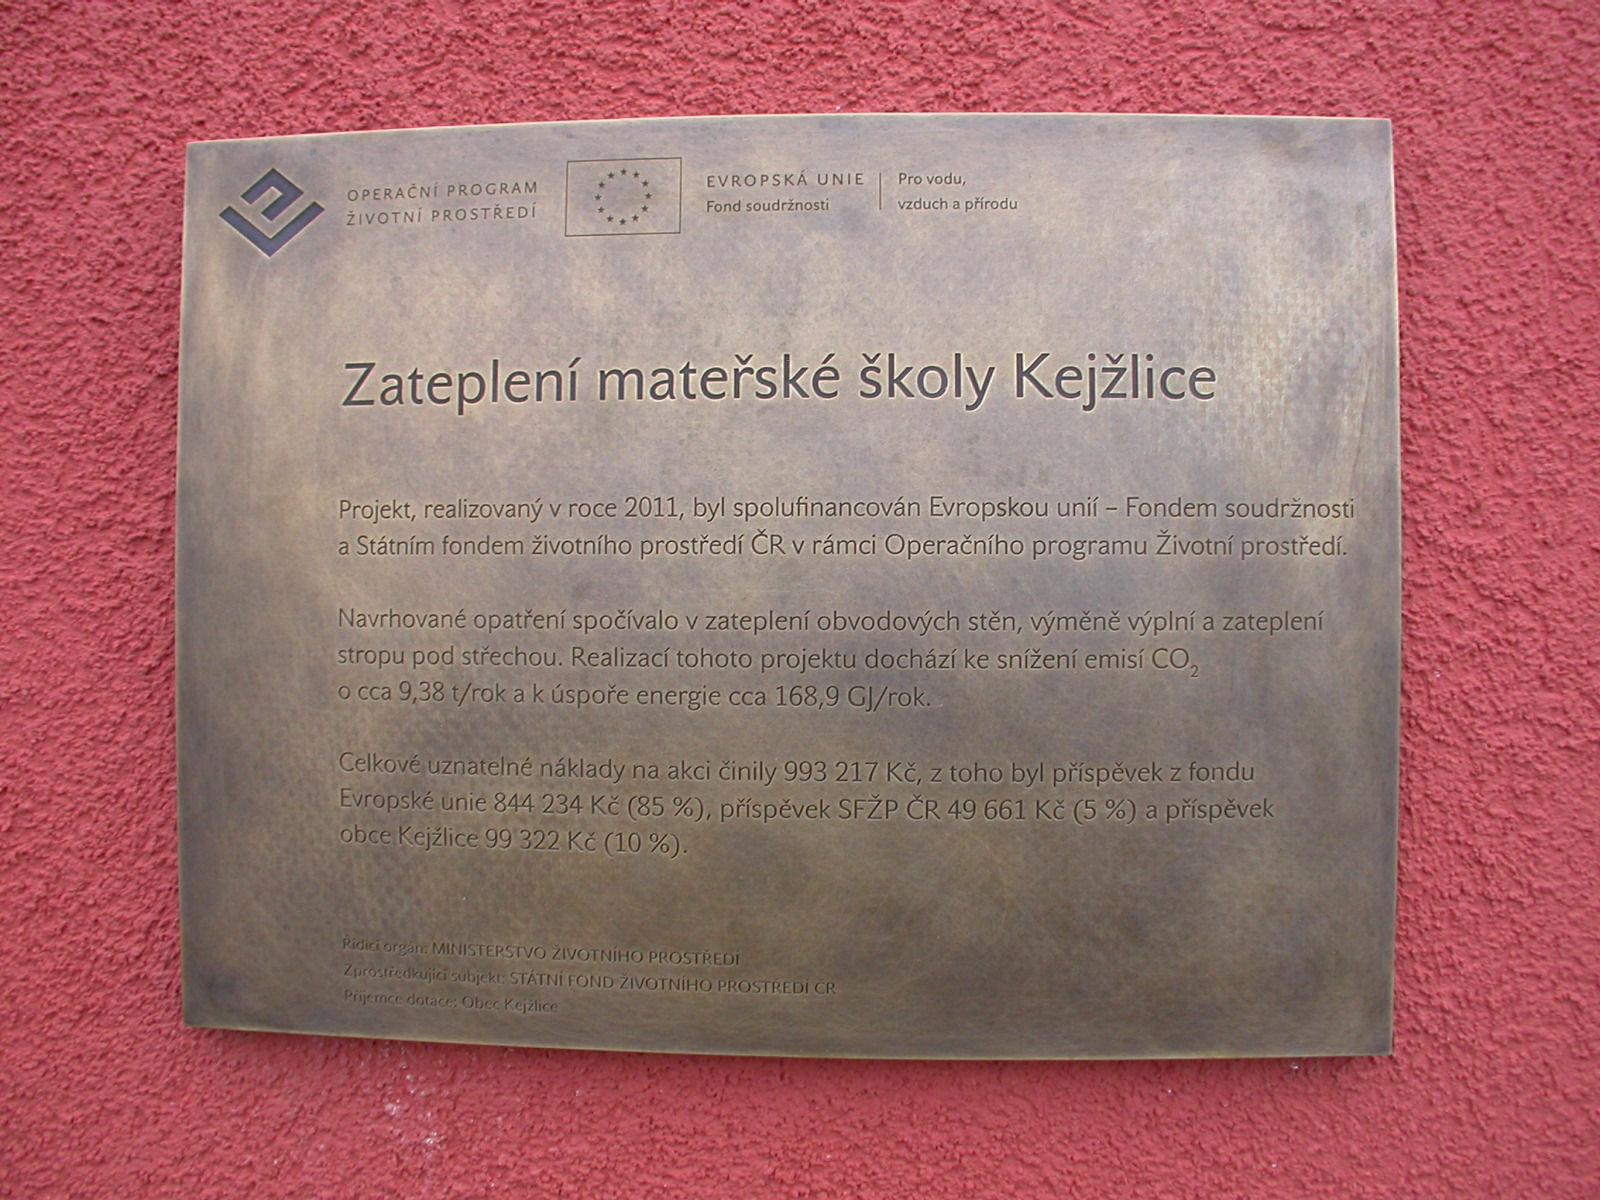 OPERAČNÍ PROGRAM
ŽIVOTNÍ PROSTŘEDÍ
EVROPSKÁ UNIE
Fond soudržnosti
Pro vodu,
vzduch a přírodu
Zateplení mateřské školy Kejžlice
Projekt, realizovaný v roce 2011, byl spolufinancován Evropskou unií – Fondem soudržnosti
a Státním fondem životního prostředí ČR v rámci Operačního programu Životní prostředí.
Navrhované opatření spočívalo v zateplení obvodových stěn, výměně výplní a zateplení
stropu pod střechou. Realizací tohoto projektu dochází ke snížení emisí CO₂
o cca 9,38 t/rok a k úspoře energie cca 168,9 GJ/rok.
Celkové uznatelné náklady na akci činily 993 217 Kč, z toho byl příspěvek z fondu
Evropské unie 844 234 Kč (85 %), příspěvek SFŽP ČR 49 661 Kč (5 %) a příspěvek
obce Kejžlice 99 322 Kč (10 %).
Řídící orgán: MINISTERSTVO ŽIVOTNÍHO PROSTŘEDÍ
Zprostředkující subjekt: STÁTNÍ FOND ŽIVOTNÍHO PROSTŘEDÍ ČR
Příjemce dotace: Obec Kejžlice